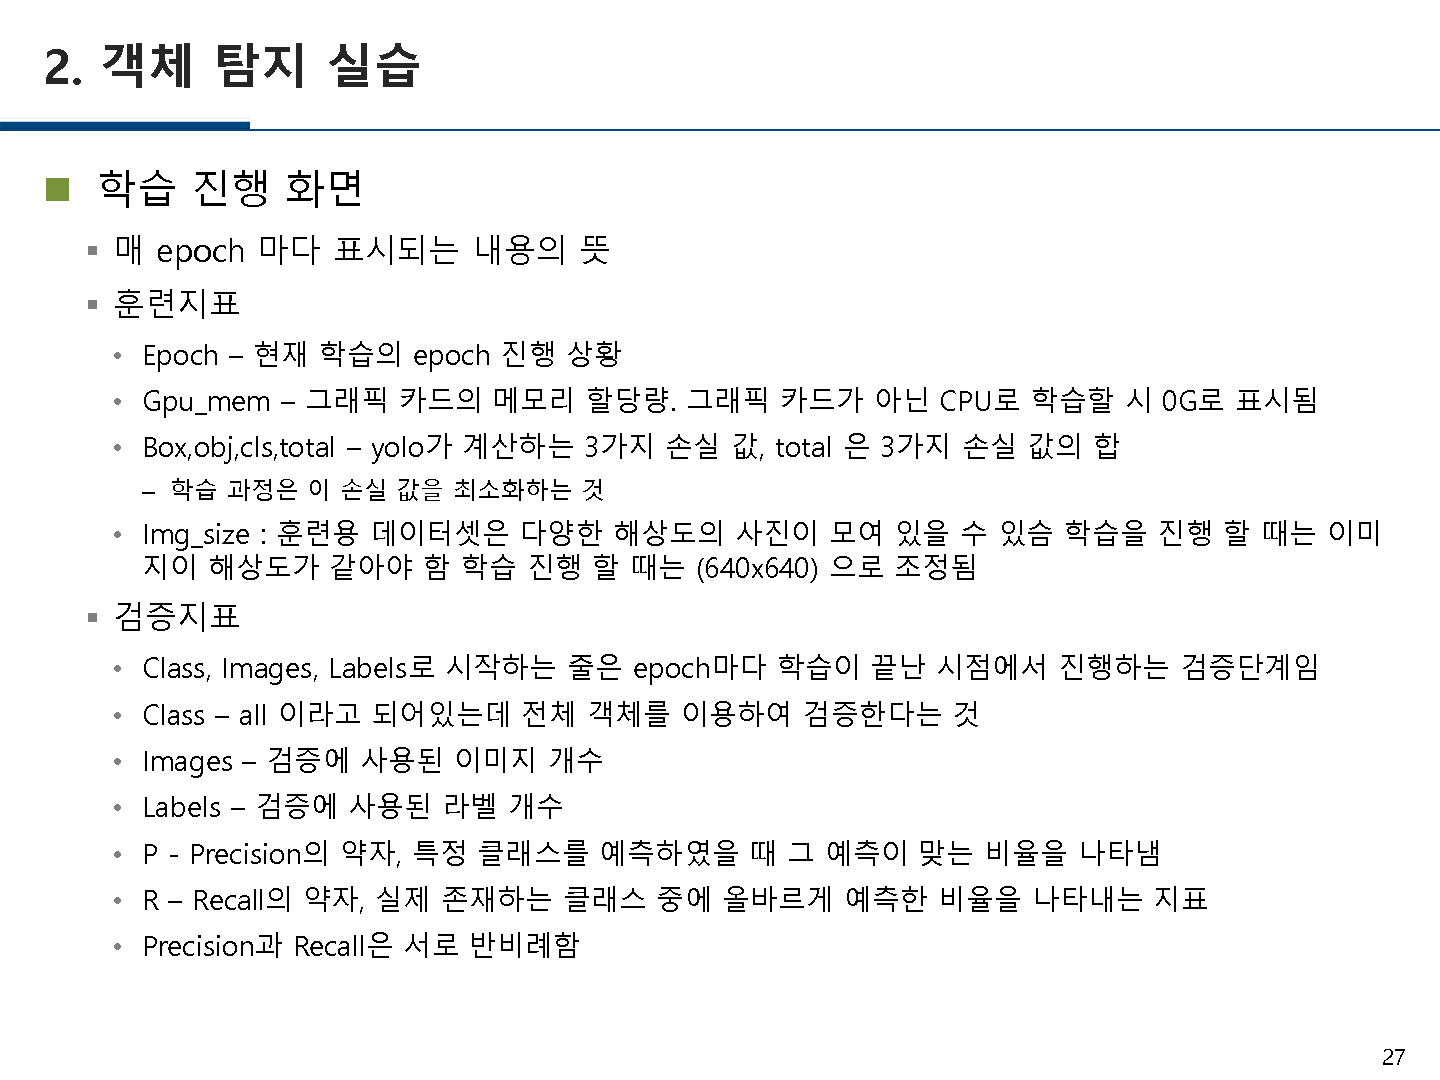 2. 객체 탐지 실습
■ 학습 진행 화면
▪ 매 epoch 마다 표시되는 내용의 뜻
▪ 훈련지표
• Epoch – 현재 학습의 epoch 진행 상황
• Gpu_mem – 그래픽 카드의 메모리 할당량. 그래픽 카드가 아닌 CPU로 학습할 시 0G로 표시됨
• Box,obj,cls,total – yolo가 계산하는 3가지 손실 값, total 은 3가지 손실 값의 합
– 학습 과정은 이 손실 값을 최소화하는 것
• Img_size : 훈련용 데이터셋은 다양한 해상도의 사진이 모여 있을 수 있슴 학습을 진행 할 때는 이미
지이 해상도가 같아야 함 학습 진행 할 때는 (640x640) 으로 조정됨
▪ 검증지표
• Class, Images, Labels로 시작하는 줄은 epoch마다 학습이 끝난 시점에서 진행하는 검증단계임
• Class – all 이라고 되어있는데 전체 객체를 이용하여 검증한다는 것
• Images – 검증에 사용된 이미지 개수
• Labels – 검증에 사용된 라벨 개수
• P - Precision의 약자, 특정 클래스를 예측하였을 때 그 예측이 맞는 비율을 나타냄
• R – Recall의 약자, 실제 존재하는 클래스 중에 올바르게 예측한 비율을 나타내는 지표
• Precision과 Recall은 서로 반비례함
27